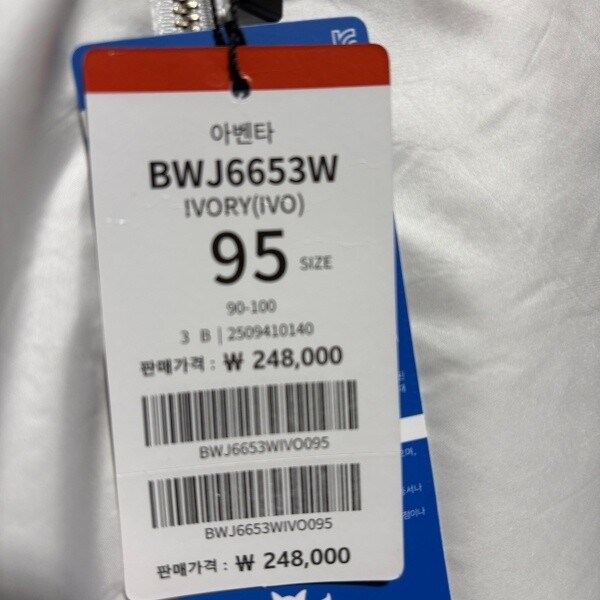 아벤타
BWJ6653W
IVORY(IVO)
95 SIZE
90-100
3 B | 2509410140
판매가격 : ₩ 248,000
BWJ6653WIVO095
BWJ6653WIVO095
판매가격 : ₩ 248,000